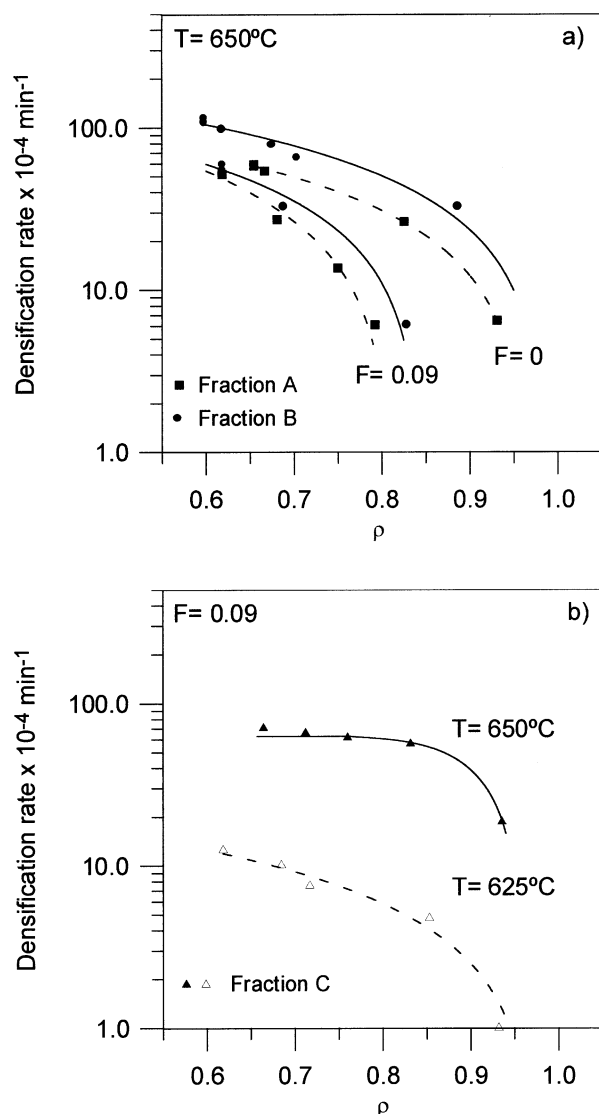 T= 650ºC
a)
Densification rate x 10-4 min-1
100.0
10.0
1.0
F= 0
F= 0.09
Fraction A
Fraction B
0.6 0.7 0.8 0.9 1.0
ρ
F= 0.09
b)
Densification rate x 10-4 min-1
100.0
10.0
1.0
T= 650ºC
T= 625ºC
Fraction C
0.6 0.7 0.8 0.9 1.0
ρ